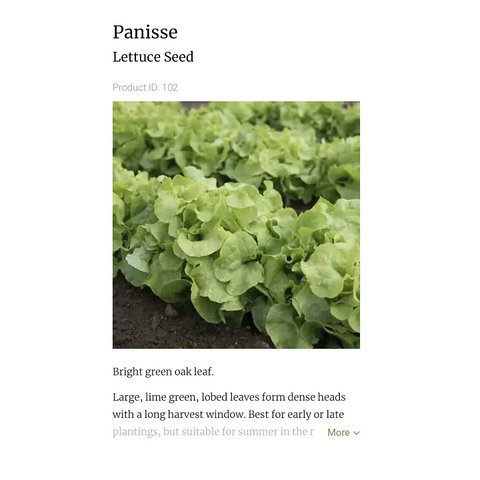 Panisse
Lettuce Seed
Product ID: 102
Bright green oak leaf.
Large, lime green, lobed leaves form dense heads
with a long harvest window. Best for early or late
plantings, but suitable for summer in the r
More